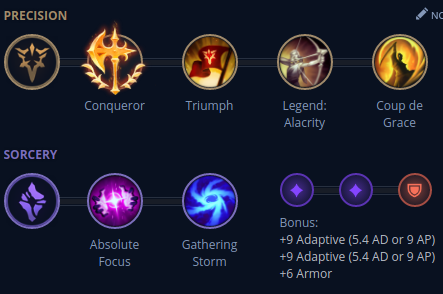 PRECISION
NO
Conqueror
Triumph
Legend:
Alacrity
Coup de
Grace
SORCERY
Absolute
Focus
Gathering
Storm
Bonus:
+9 Adaptive (5.4 AD or 9 AP)
+9 Adaptive (5.4 AD or 9 AP)
+6 Armor